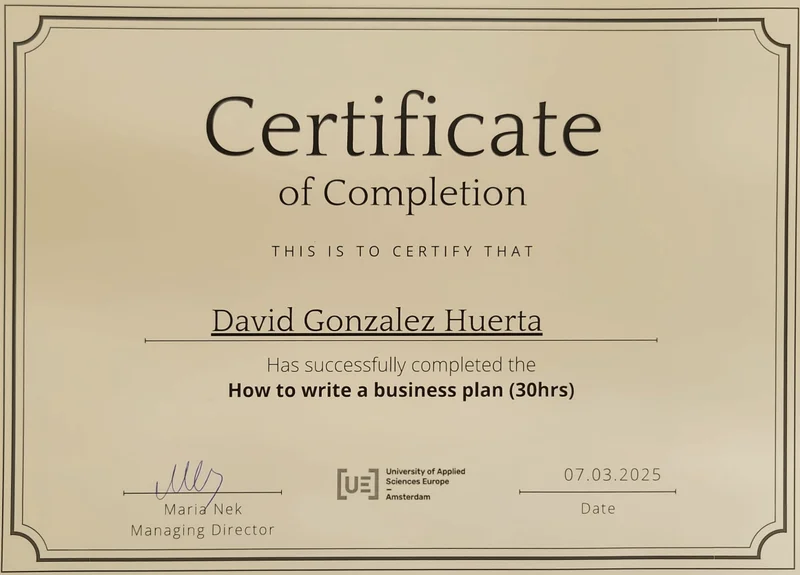 Certificate
of Completion
THIS IS TO CERTIFY THAT
David Gonzalez Huerta
Has successfully completed the
How to write a business plan (30hrs)
Maria Nek
Managing Director
[UE]
University of Applied
Sciences Europe
–
Amsterdam
07.03.2025
Date